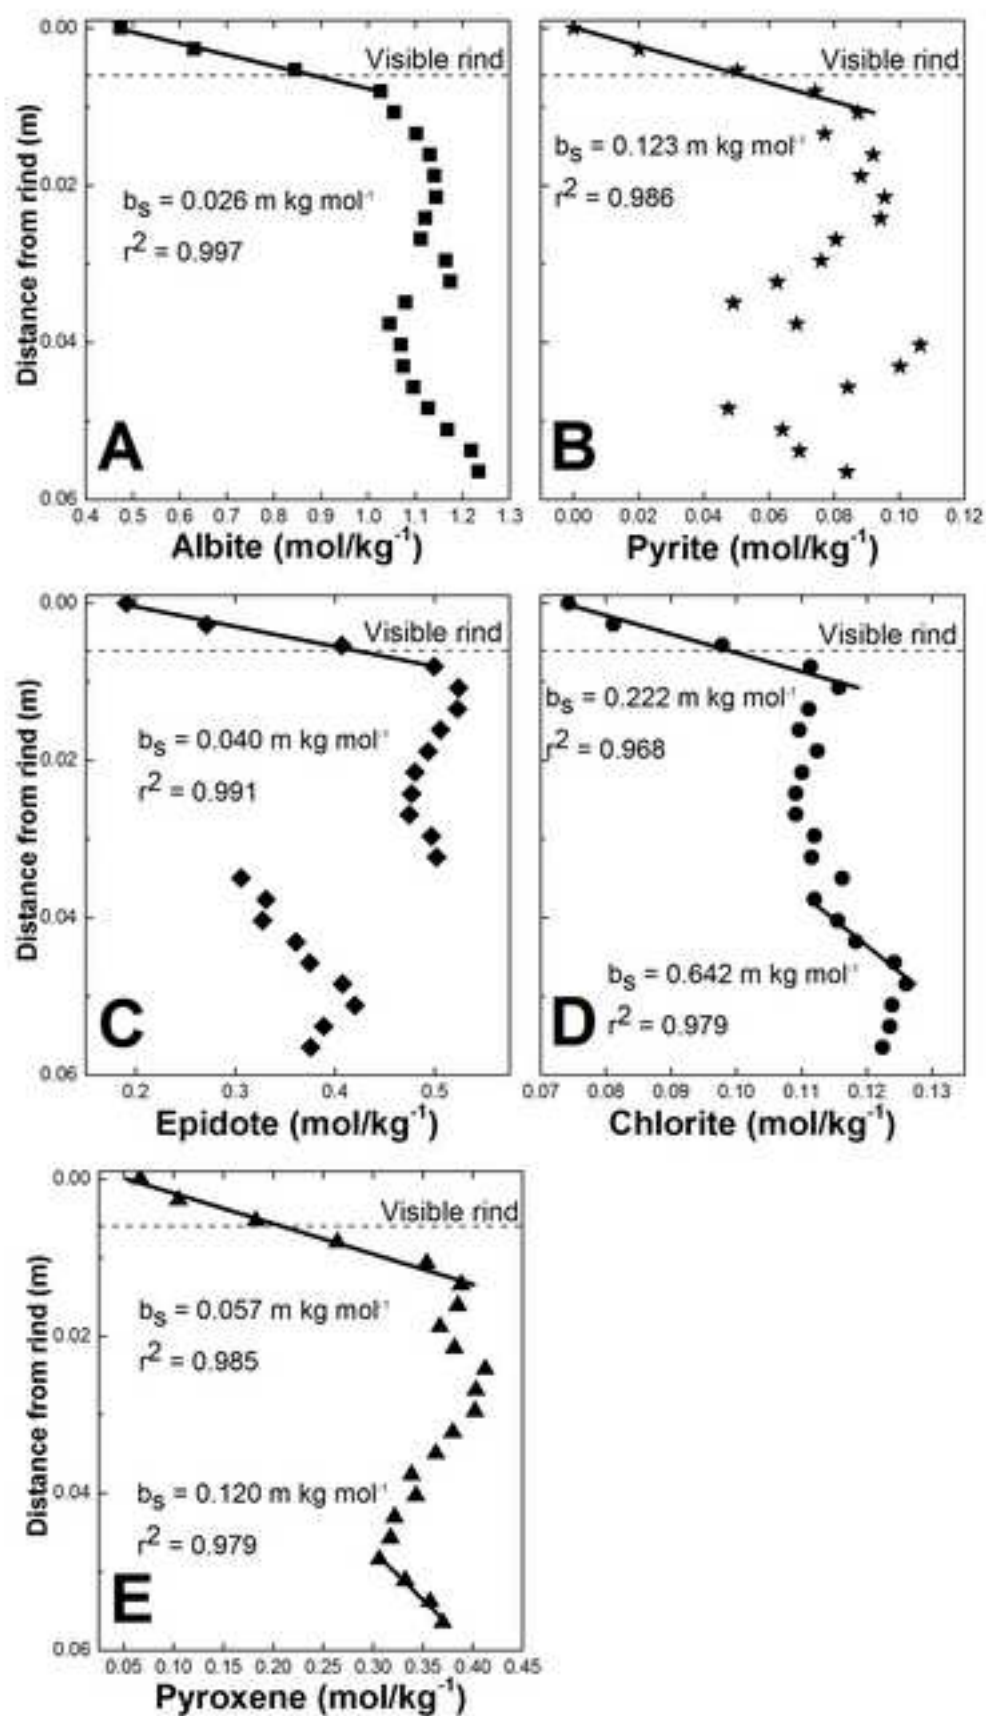 0.00
0.02
0.04
0.06
Distance from rind (m)
Visible rind
b_s = 0.026 m kg mol⁻¹
r² = 0.997
A
0.4 0.5 0.6 0.7 0.8 0.9 1.0 1.1 1.2 1.3
Albite (mol/kg⁻¹)
Visible rind
b_s = 0.123 m kg mol⁻¹
r² = 0.986
B
0.00 0.02 0.04 0.06 0.08 0.10 0.12
Pyrite (mol/kg⁻¹)
0.00
0.02
0.04
0.06
Distance from rind (m)
Visible rind
b_s = 0.040 m kg mol⁻¹
r² = 0.991
C
0.2 0.3 0.4 0.5
Epidote (mol/kg⁻¹)
Visible rind
b_s = 0.222 m kg mol⁻¹
r² = 0.968
b_s = 0.642 m kg mol⁻¹
r² = 0.979
D
0.07 0.08 0.09 0.10 0.11 0.12 0.13
Chlorite (mol/kg⁻¹)
0.00
0.02
0.04
0.06
Distance from rind (m)
Visible rind
b_s = 0.057 m kg mol⁻¹
r² = 0.985
b_s = 0.120 m kg mol⁻¹
r² = 0.979
E
0.05 0.10 0.15 0.20 0.25 0.30 0.35 0.40 0.45
Pyroxene (mol/kg⁻¹)